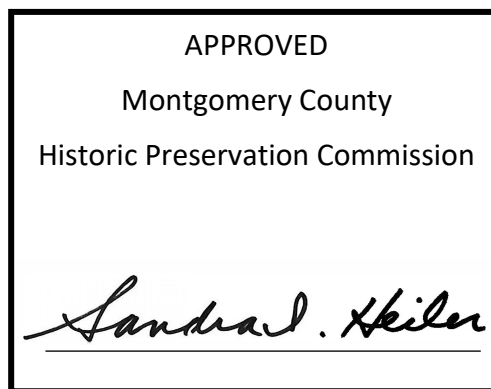 APPROVED
Montgomery County
Historic Preservation Commission
Sandra I. Heiler